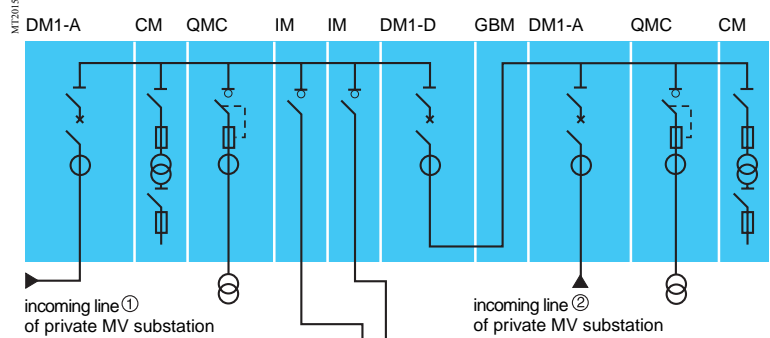 MT2015
DM1-A CM QMC IM IM DM1-D GBM DM1-A QMC CM
incoming line ①
of private MV substation
incoming line ②
of private MV substation